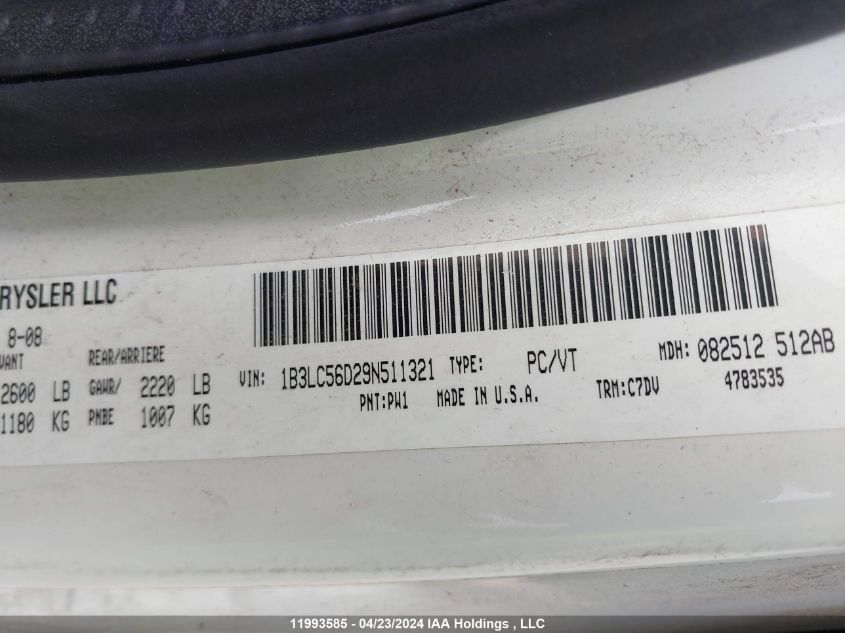 RYSLER LLC
8-08
VANT REAR/ARRIERE
2600 LB GAWR/ 2220 LB
1180 KG PNBE 1007 KG
VIN: 1B3LC56D29N511321 TYPE: PC/VT MDH: 082512 512AB
PNT:PW1 MADE IN U.S.A. TRM:C7DV 4783535
11993585 - 04/23/2024 IAA Holdings , LLC